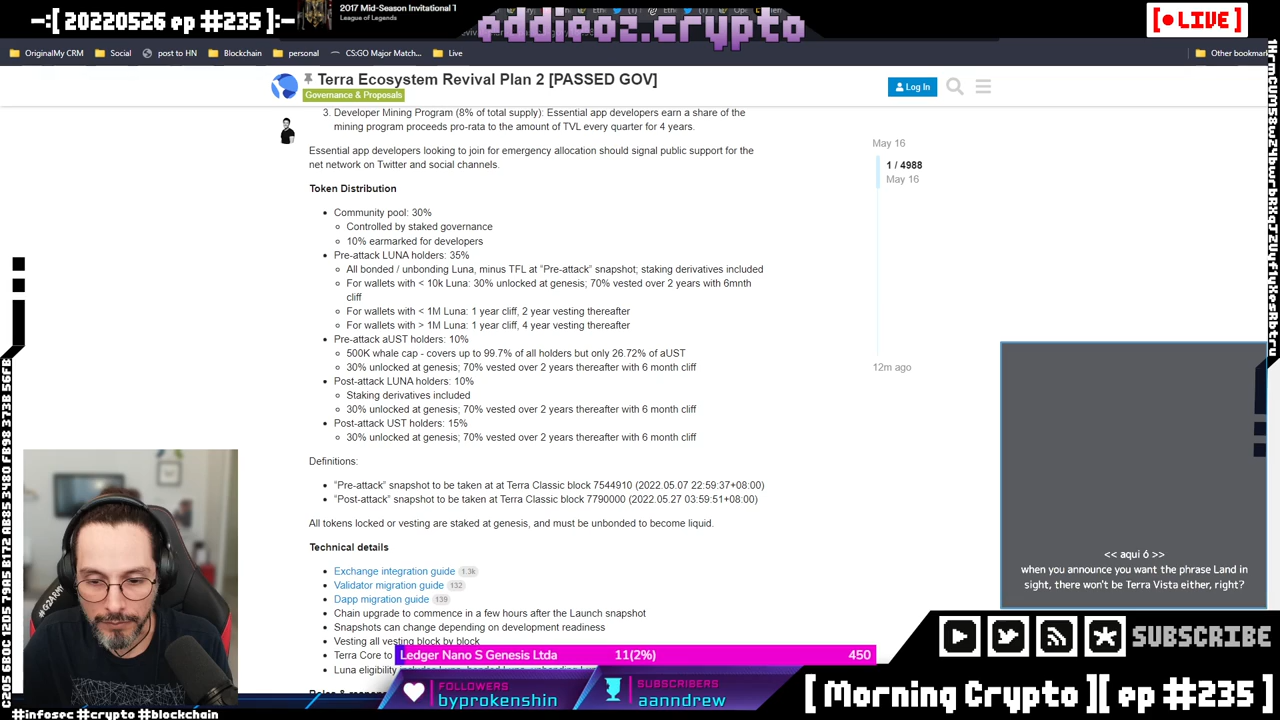 -:[ 20220526 ep #235 ]:-
2017 Mid-Season Invitational T
League of Legends
eddieoz.crypto
[ LIVE ]
OriginalMy CRM
Social
post to HN
Blockchain
personal
CS:GO Major Match...
Live
Other bookmar
Terra Ecosystem Revival Plan 2 [PASSED GOV]
Governance & Proposals
Log In
3. Developer Mining Program (8% of total supply): Essential app developers earn a share of the
mining program proceeds pro-rata to the amount of TVL every quarter for 4 years.
Essential app developers looking to join for emergency allocation should signal public support for the
net network on Twitter and social channels.
Token Distribution
• Community pool: 30%
Controlled by staked governance
10% earmarked for developers
• Pre-attack LUNA holders: 35%
All bonded / unbonding Luna, minus TFL at “Pre-attack” snapshot; staking derivatives included
For wallets with < 10k Luna: 30% unlocked at genesis; 70% vested over 2 years with 6mnth
cliff
For wallets with < 1M Luna: 1 year cliff, 2 year vesting thereafter
For wallets with > 1M Luna: 1 year cliff, 4 year vesting thereafter
• Pre-attack aUST holders: 10%
500K whale cap - covers up to 99.7% of all holders but only 26.72% of aUST
30% unlocked at genesis; 70% vested over 2 years thereafter with 6 month cliff
• Post-attack LUNA holders: 10%
Staking derivatives included
30% unlocked at genesis; 70% vested over 2 years thereafter with 6 month cliff
• Post-attack UST holders: 15%
30% unlocked at genesis; 70% vested over 2 years thereafter with 6 month cliff
Definitions:
• “Pre-attack” snapshot to be taken at at Terra Classic block 7544910 (2022.05.07 22:59:37+08:00)
• “Post-attack” snapshot to be taken at Terra Classic block 7790000 (2022.05.27 03:59:51+08:00)
All tokens locked or vesting are staked at genesis, and must be unbonded to become liquid.
Technical details
• Exchange integration guide 1.3k
• Validator migration guide 132
• Dapp migration guide 139
• Chain upgrade to commence in a few hours after the Launch snapshot
• Snapshots can change depending on development readiness
• Vesting all vesting block by block
• Terra Core to
• Luna eligibility
May 16
1 / 4988
May 16
12m ago
<< aqui ó >>
when you announce you want the phrase Land in
sight, there won't be Terra Vista either, right?
Ledger Nano S Genesis Ltda 11(2%) 450
FOLLOWERS
byprokenshin
SUBSCRIBERS
aanndrew
SUBSCRIBE
[ Morning Crypto ][ ep #235 ]
#infosec #crypto #blockchain